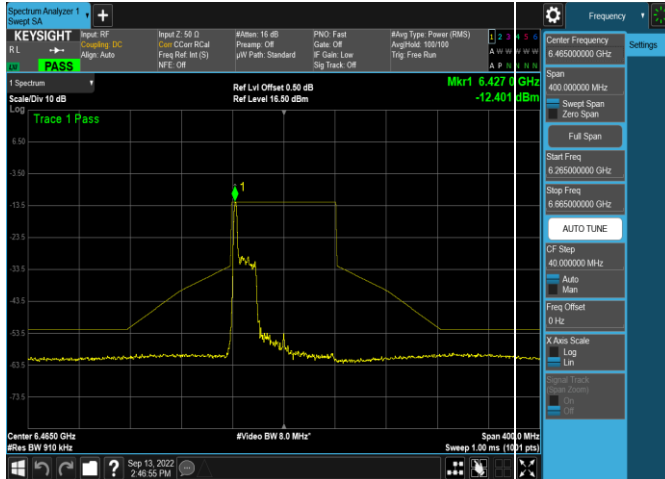 Spectrum Analyzer 1
Swept SA
Frequency
KEYSIGHT
R L
PASS
Input: RF
Coupling: DC
Align: Auto
Input Z: 50 Ω
Corr CCorr RCal
Freq Ref: Int (S)
NFE: Off
#Atten: 16 dB
Preamp: Off
µW Path: Standard
PNO: Fast
Gate: Off
IF Gain: Low
Sig Track: Off
#Avg Type: Power (RMS)
Avg|Hold: 100/100
Trig: Free Run
1 2 3 4 5 6
A W W W W W
A P N N N N
1 Spectrum
Scale/Div 10 dB
Log
Ref Lvl Offset 0.50 dB
Ref Level 16.50 dBm
Mkr1 6.427 0 GHz
-12.401 dBm
Trace 1 Pass
1
6.50
-3.50
-13.5
-23.5
-33.5
-43.5
-53.5
-63.5
-73.5
Center 6.4650 GHz
#Res BW 910 kHz
#Video BW 8.0 MHz*
Span 400.0 MHz
Sweep 1.00 ms (1001 pts)
Sep 13, 2022
2:46:55 PM
Center Frequency
6.465000000 GHz
Settings
Span
400.000000 MHz
Swept Span
Zero Span
Full Span
Start Freq
6.265000000 GHz
Stop Freq
6.665000000 GHz
AUTO TUNE
CF Step
40.000000 MHz
Auto
Man
Freq Offset
0 Hz
X Axis Scale
Log
Lin
Signal Track
(Span Zoom)
On
Off